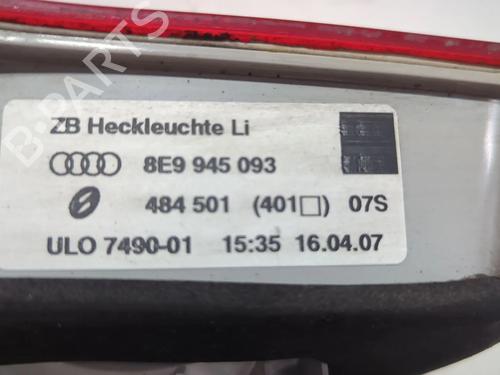 ZB Heckleuchte Li
8E9 945 093
484 501 (401□) 07S
ULO 7490-01 15:35 16.04.07
B-PARTS